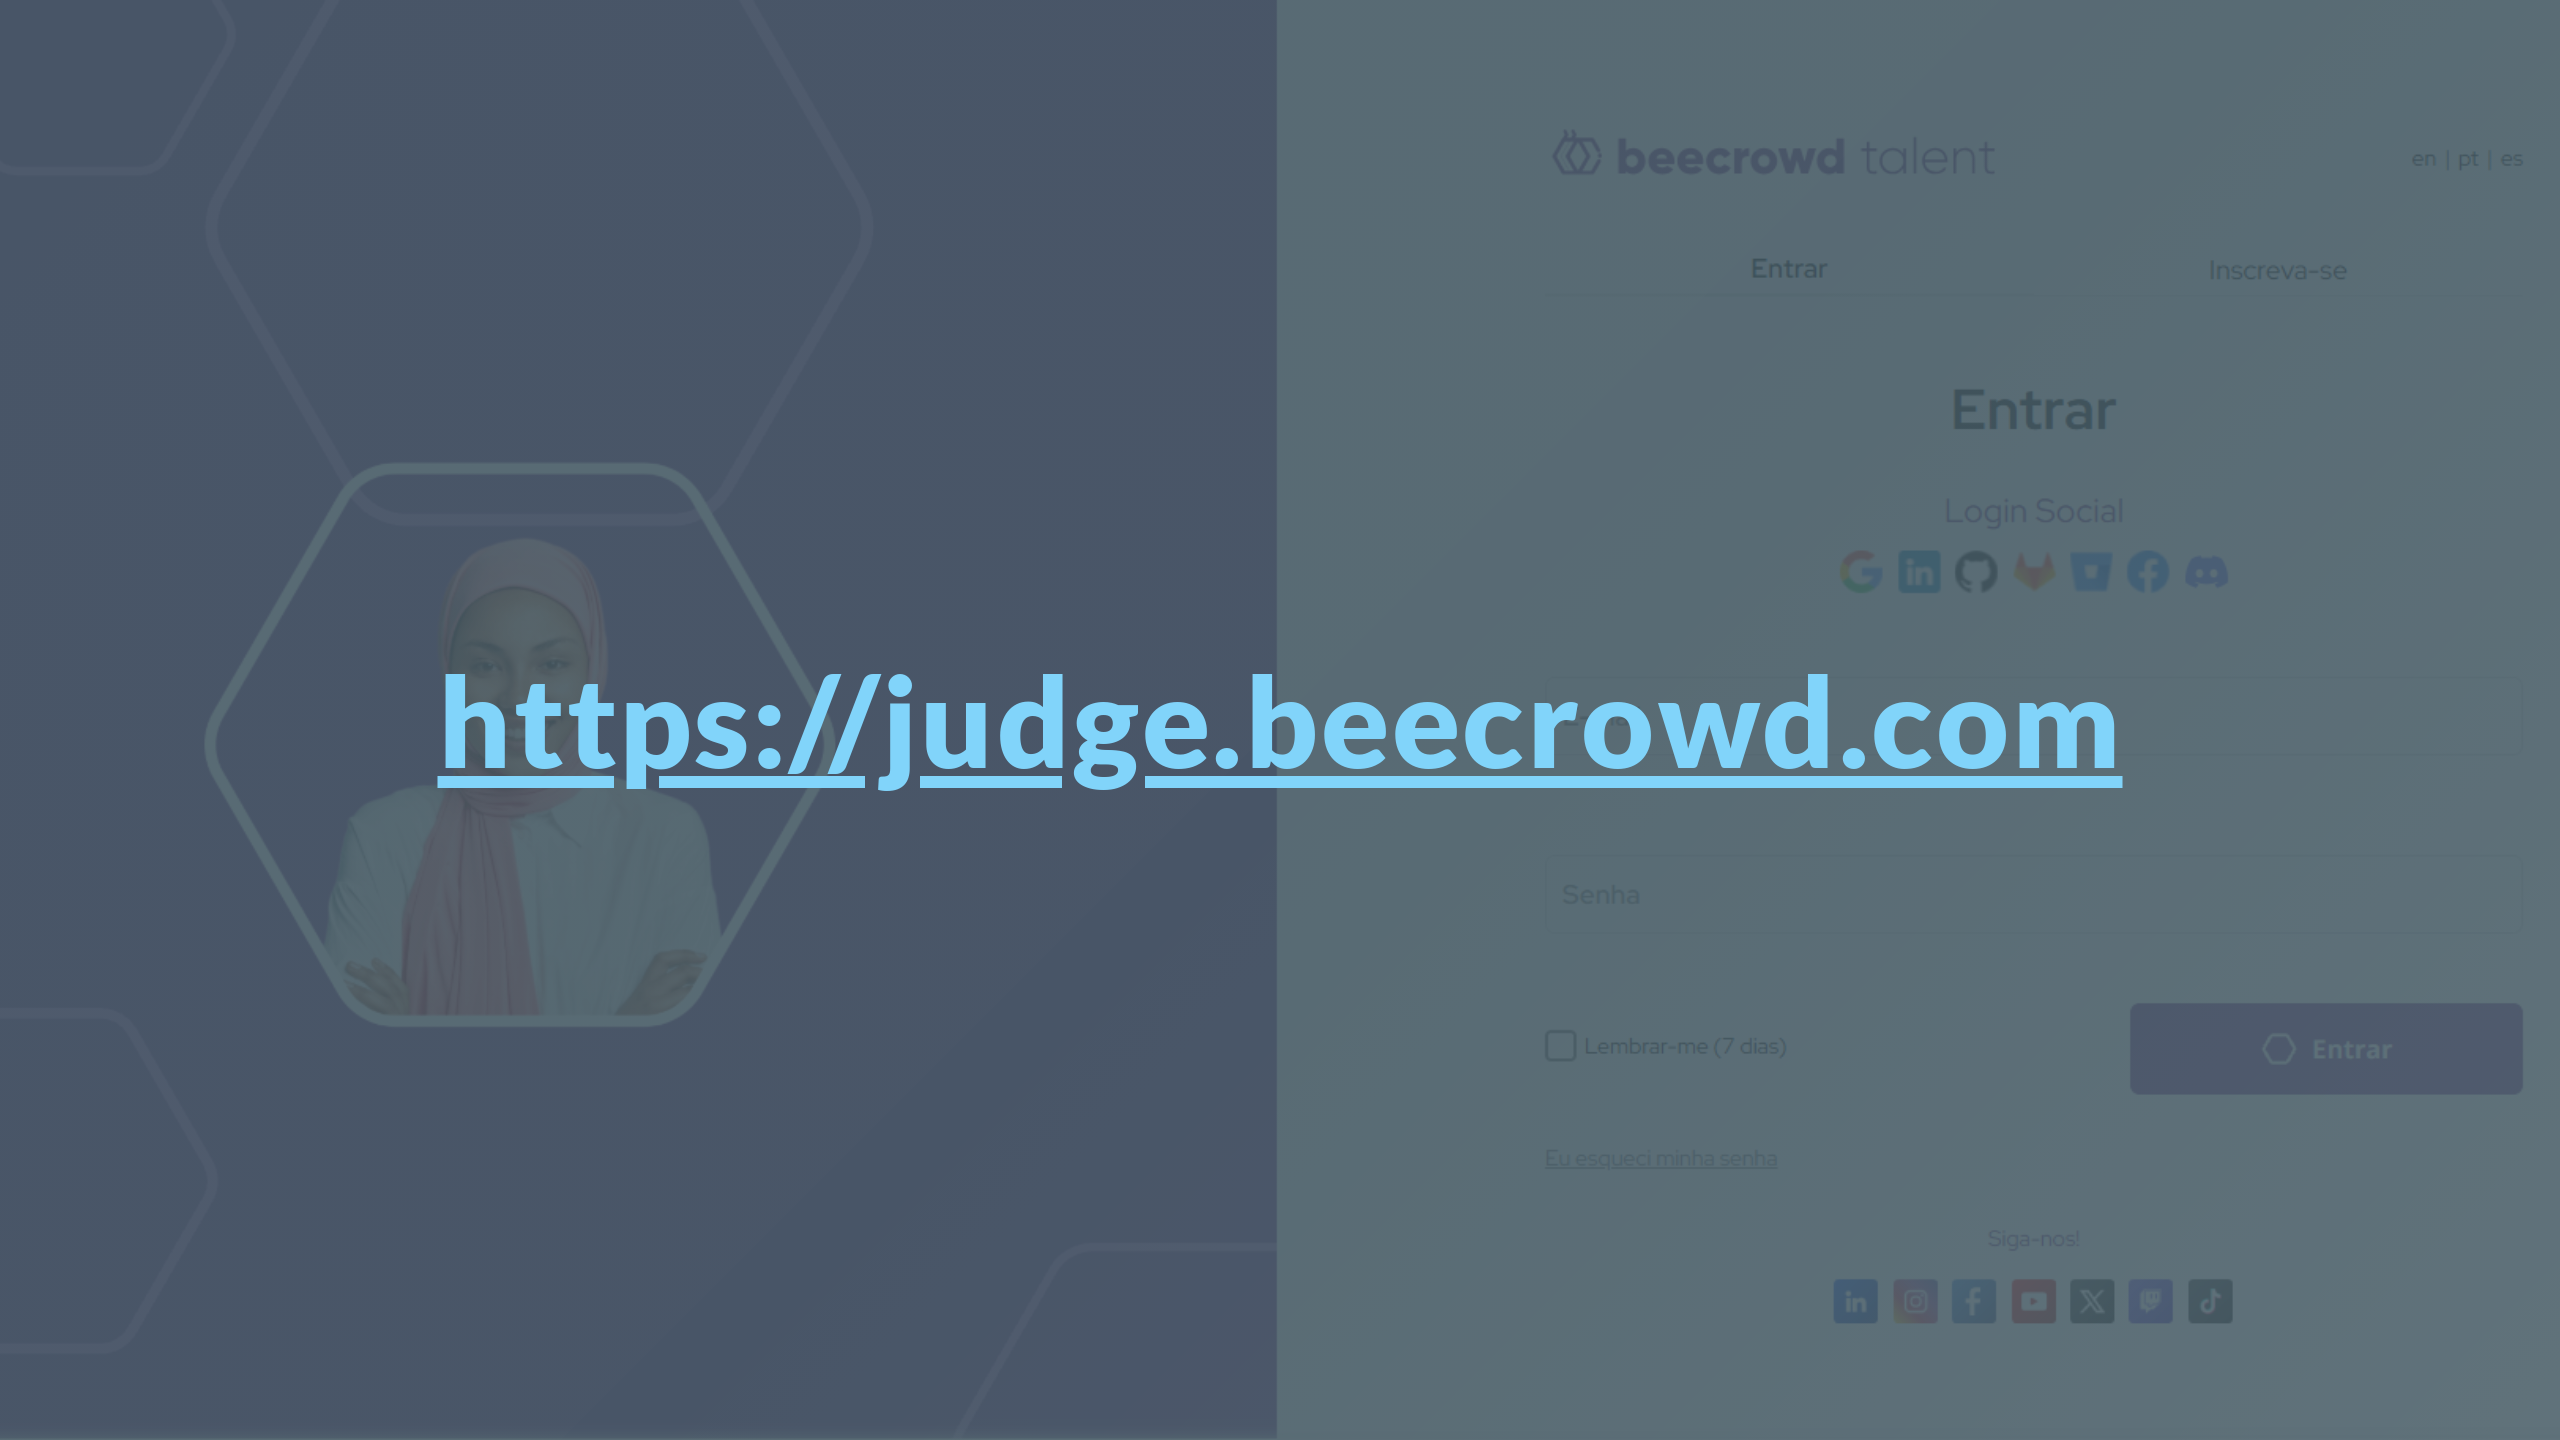 beecrowd talent
en | pt | es
Entrar
Inscreva-se
Entrar
Login Social
https://judge.beecrowd.com
Senha
Lembrar-me (7 dias)
Entrar
Eu esqueci minha senha
Siga-nos!